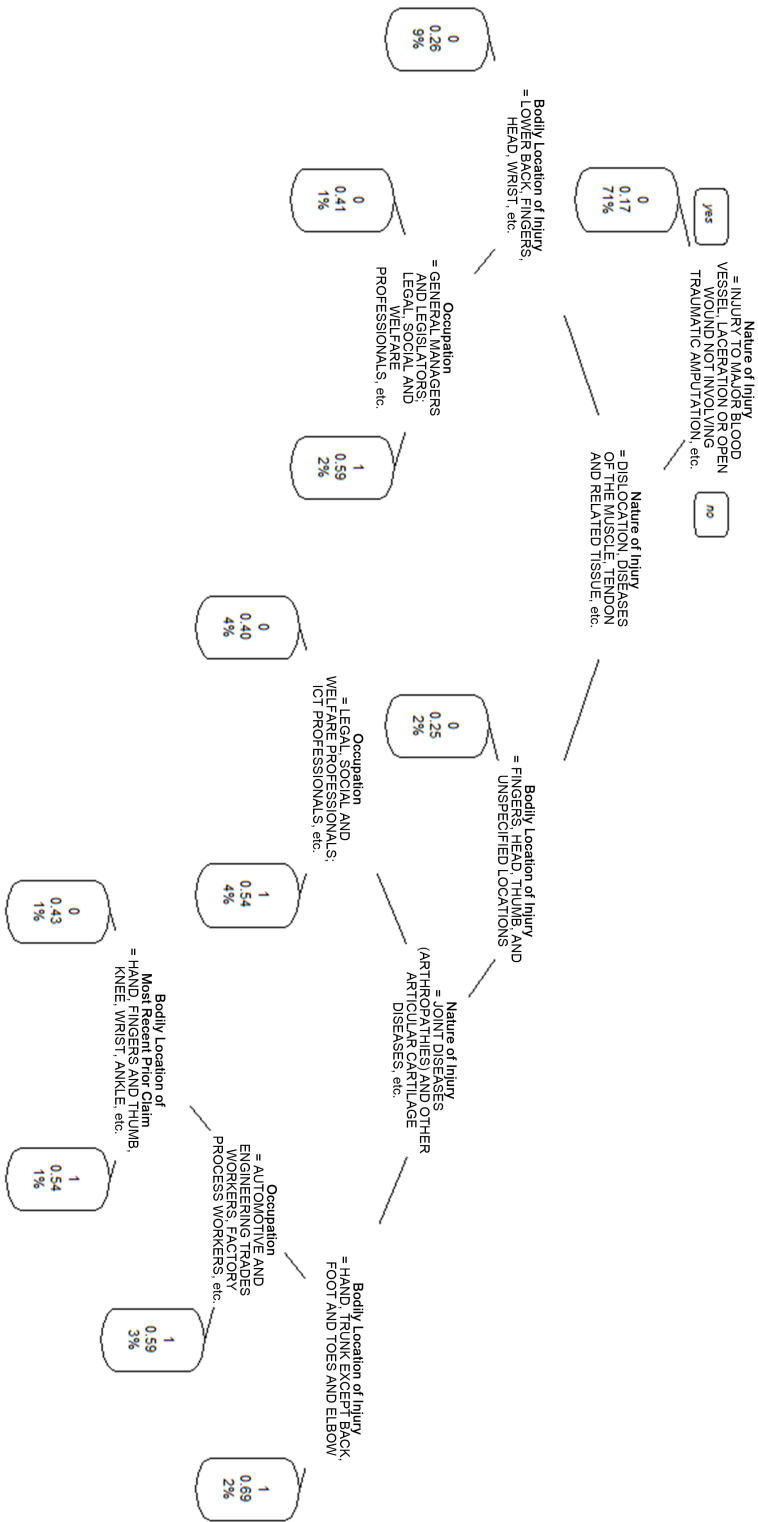 yes
Nature of Injury
= INJURY TO MAJOR BLOOD
VESSEL, LACERATION OR OPEN
WOUND NOT INVOLVING
TRAUMATIC AMPUTATION, etc.
no
0
0.17
71%
Nature of Injury
= DISLOCATION, DISEASES
OF THE MUSCLE, TENDON
AND RELATED TISSUE, etc.
Bodily Location of Injury
= LOWER BACK, FINGERS,
HEAD, WRIST, etc.
Bodily Location of Injury
= FINGERS, HEAD, THUMB, AND
UNSPECIFIED LOCATIONS
0
0.26
9%
Occupation
= GENERAL MANAGERS
AND LEGISLATORS;
LEGAL, SOCIAL AND
WELFARE
PROFESSIONALS, etc.
0
0.25
2%
Nature of Injury
= JOINT DISEASES
(ARTHROPATHIES) AND OTHER
ARTICULAR CARTILAGE
DISEASES, etc.
0
0.41
1%
1
0.59
2%
Occupation
= LEGAL, SOCIAL AND
WELFARE PROFESSIONALS;
ICT PROFESSIONALS, etc.
Bodily Location of Injury
= HAND, TRUNK EXCEPT BACK,
FOOT AND TOES AND ELBOW
0
0.40
4%
1
0.54
4%
Occupation
= AUTOMOTIVE AND
ENGINEERING TRADES
WORKERS, FACTORY
PROCESS WORKERS, etc.
1
0.69
2%
Bodily Location of
Most Recent Prior Claim
= HAND, FINGERS AND THUMB,
KNEE, WRIST, ANKLE, etc.
1
0.59
3%
0
0.43
1%
1
0.54
1%